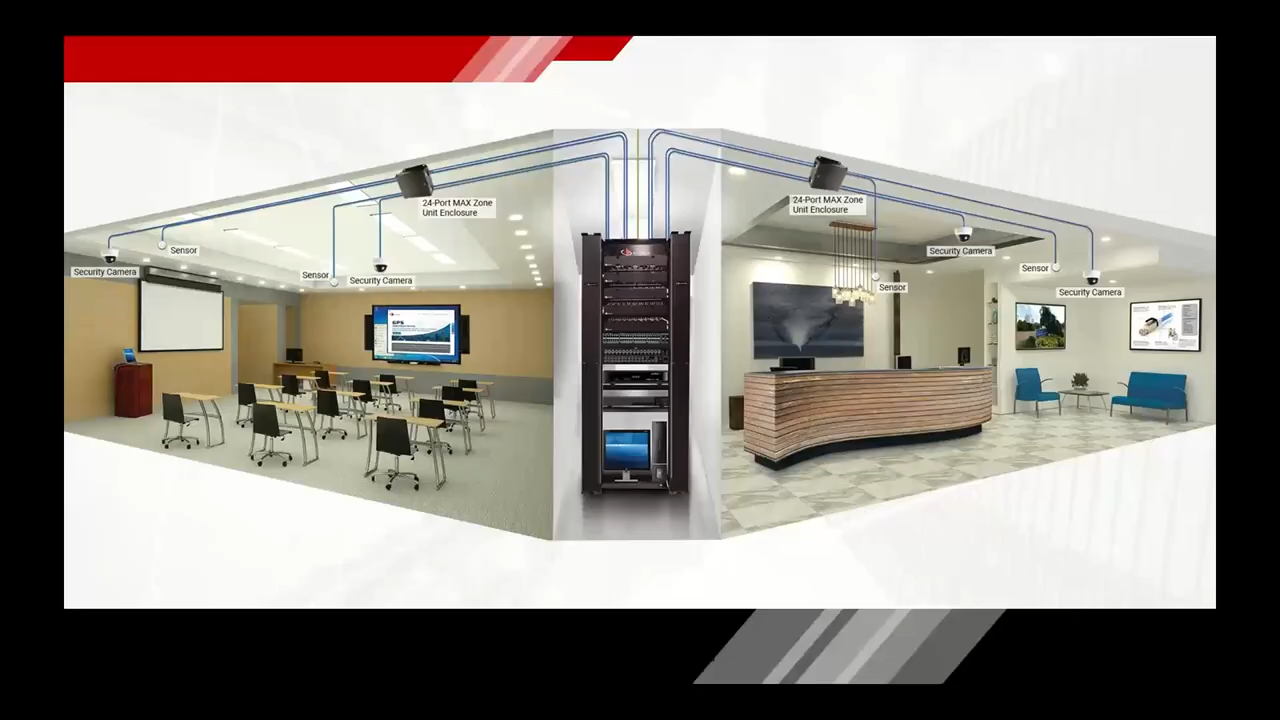 24-Port MAX Zone
Unit Enclosure
24-Port MAX Zone
Unit Enclosure
Sensor
Security Camera
Sensor
Security Camera
Security Camera
Sensor
Sensor
Security Camera